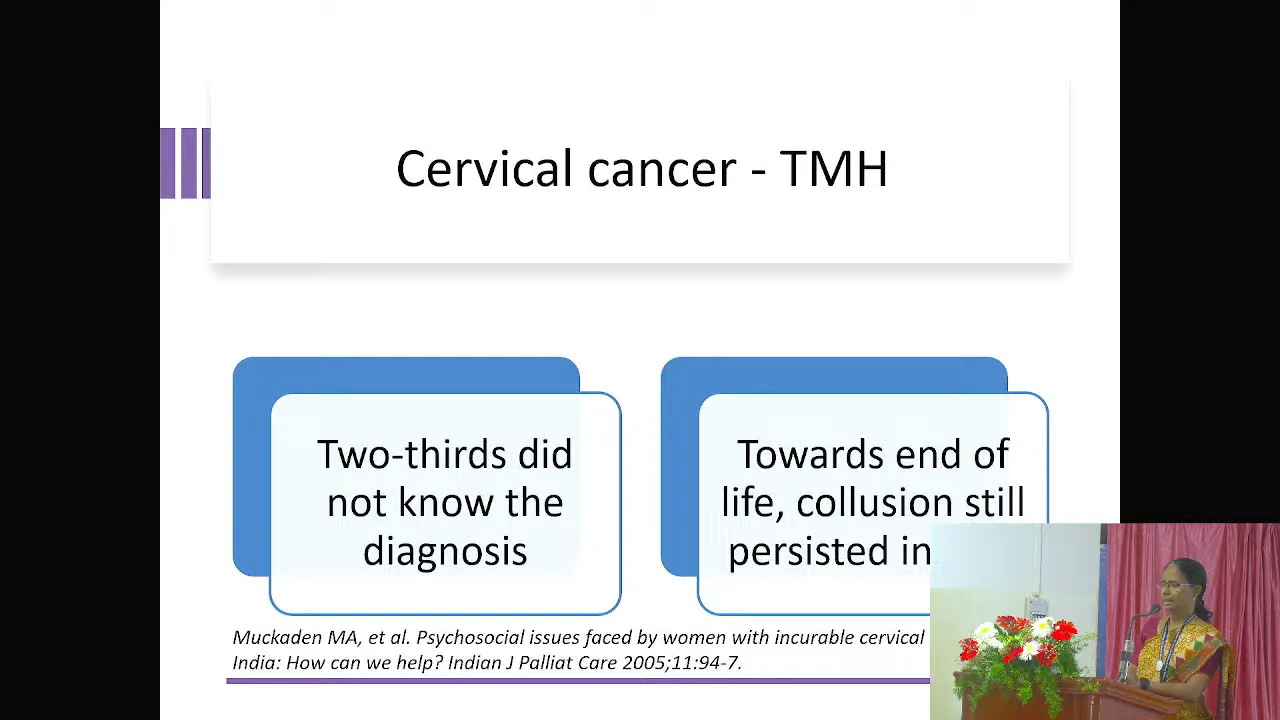 Cervical cancer - TMH
Two-thirds did
not know the
diagnosis
Towards end of
life, collusion still
persisted in
Muckaden MA, et al. Psychosocial issues faced by women with incurable cervical
India: How can we help? Indian J Palliat Care 2005;11:94-7.